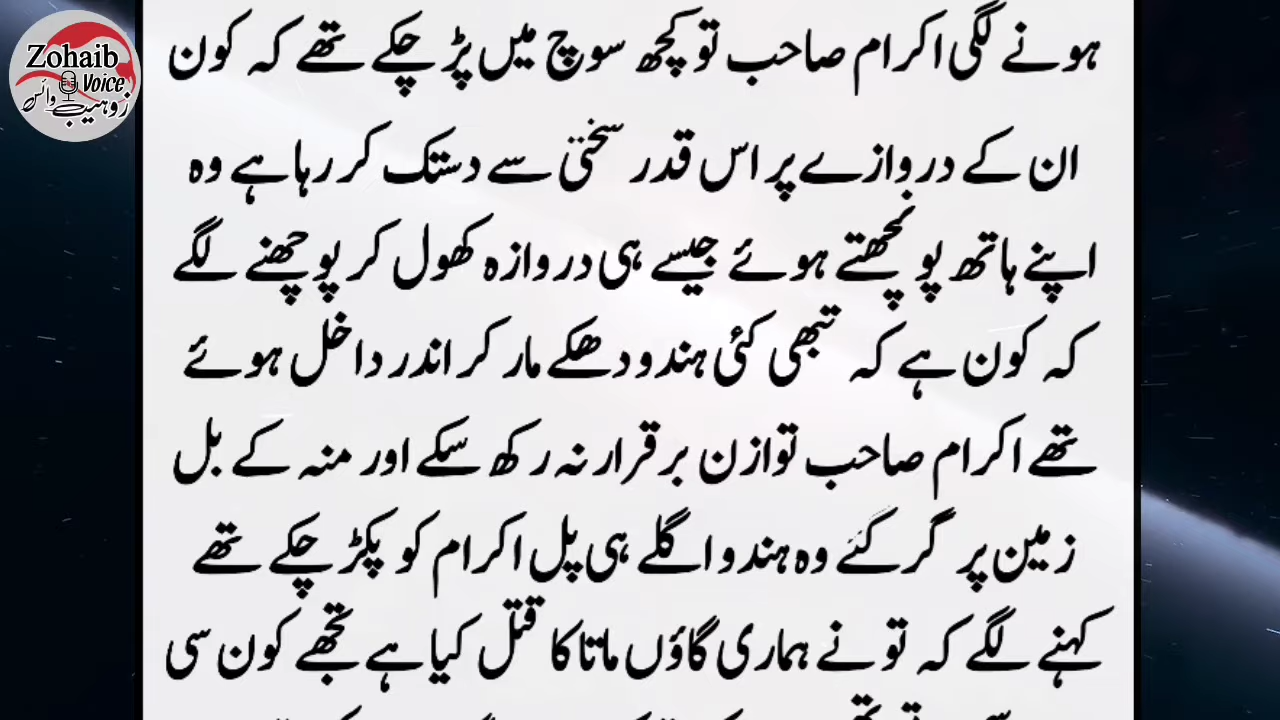 Zohaib
Voice
زوہیب وائس
ہونے لگی اکرام صاحب تو کچھ سوچ میں پڑ چکے تھے کہ کون
ان کے دروازے پر اس قدر سختی سے دستک کر رہا ہے وہ
اپنے ہاتھ پونچھتے ہوئے جیسے ہی دروازہ کھول کر پوچھنے لگے
کہ کون ہے کہ تبھی کئی ہندو دھکے مار کر اندر داخل ہوئے
تھے اکرام صاحب توازن برقرار نہ رکھ سکے اور منہ کے بل
زمین پر گر گئے وہ ہندو اگلے ہی پل اکرام کو پکڑ چکے تھے
کہنے لگے کہ تو نے ہماری گاؤں ماتا کا قتل کیا ہے تجھے کون سی